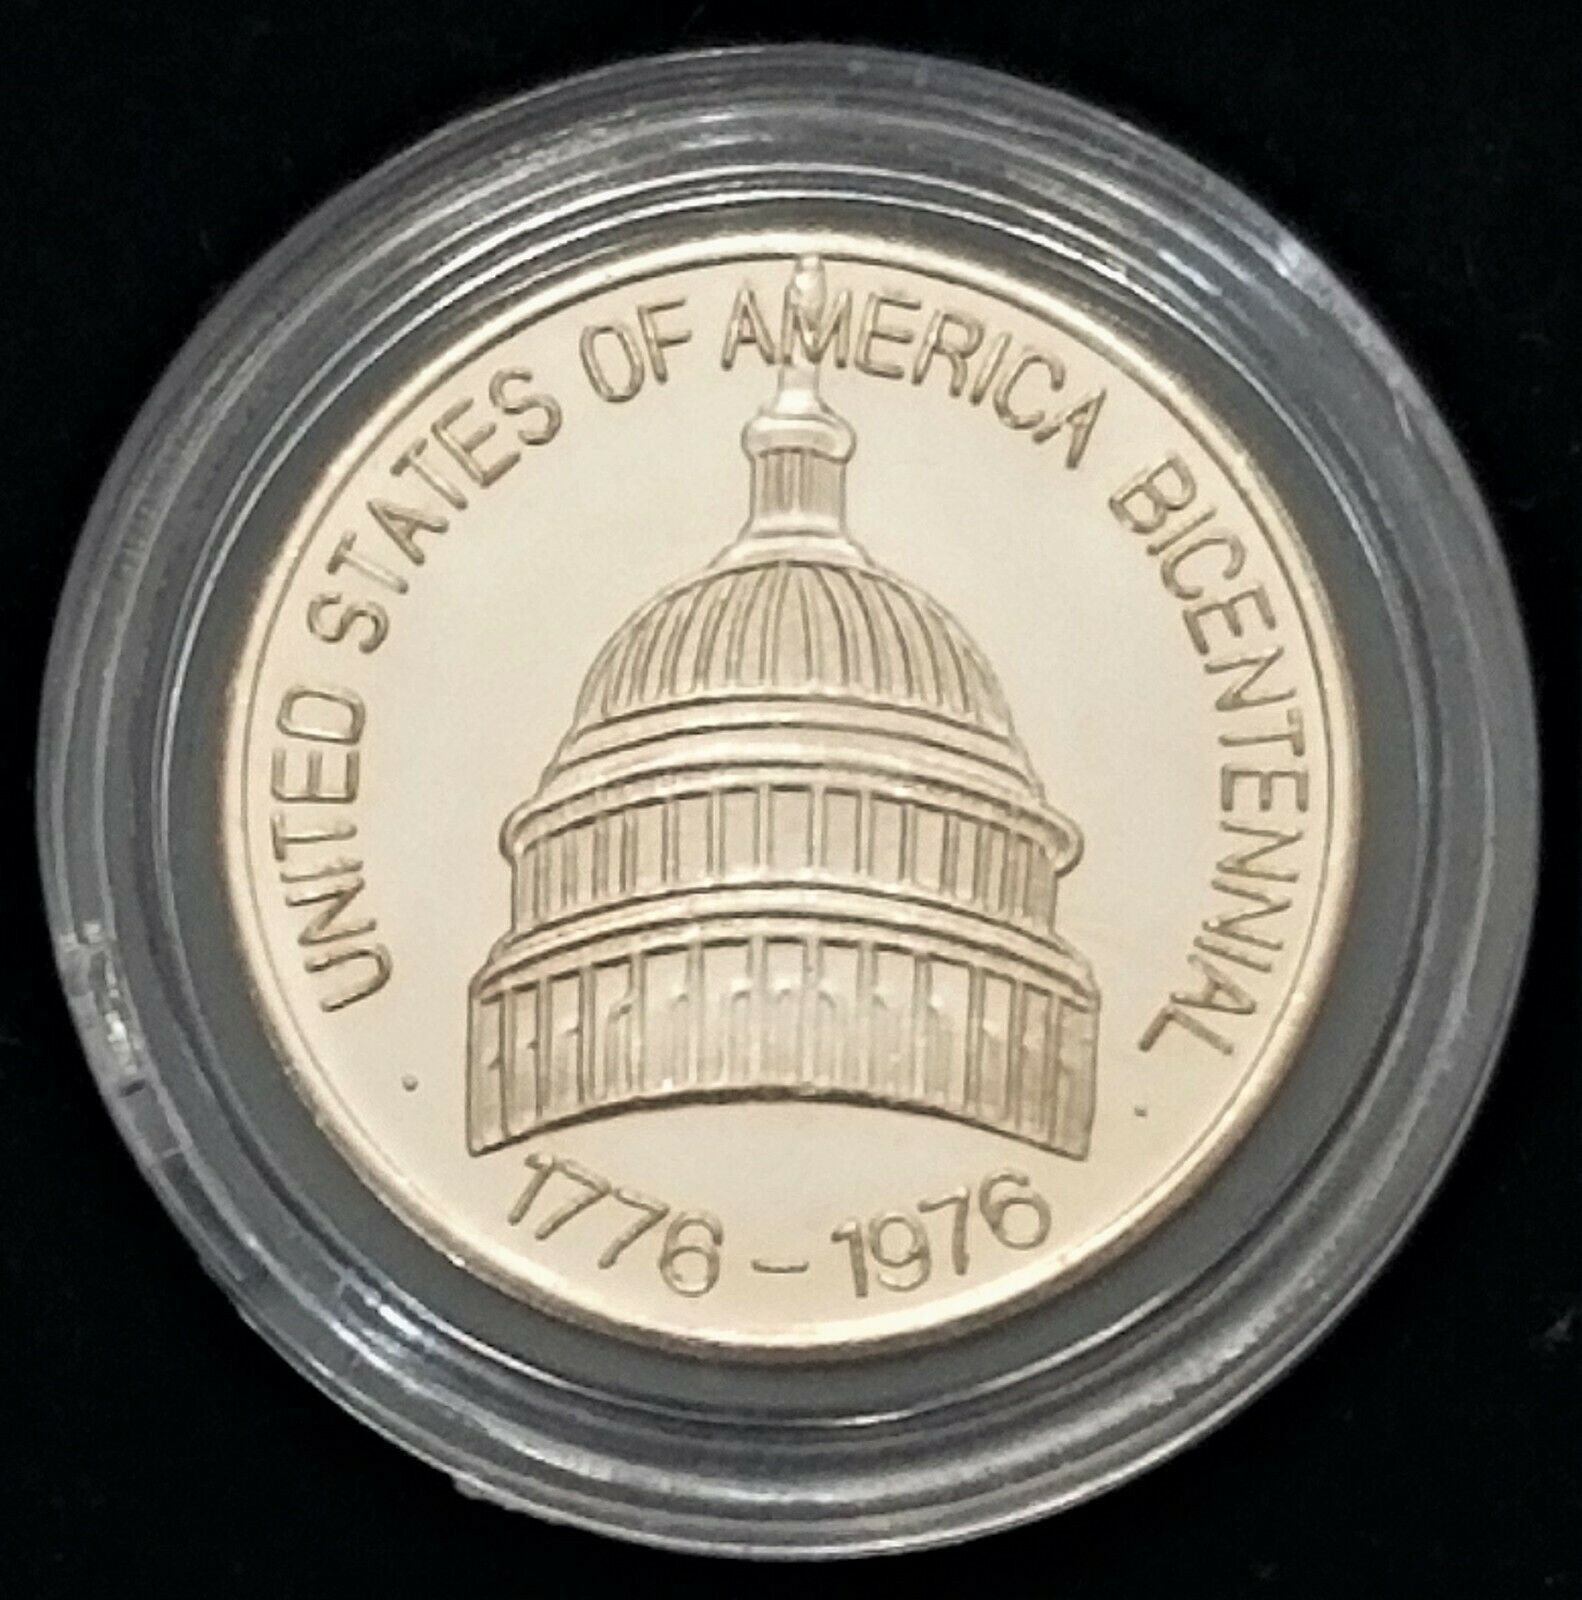 UNITED STATES OF AMERICA BICENTENNIAL
1776-1976